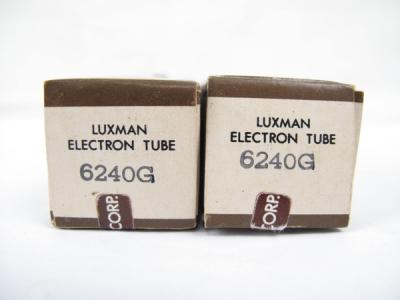 LUXMAN
ELECTRON TUBE
6240G
CORP.
LUXMAN
ELECTRON TUBE
6240G
CORP.